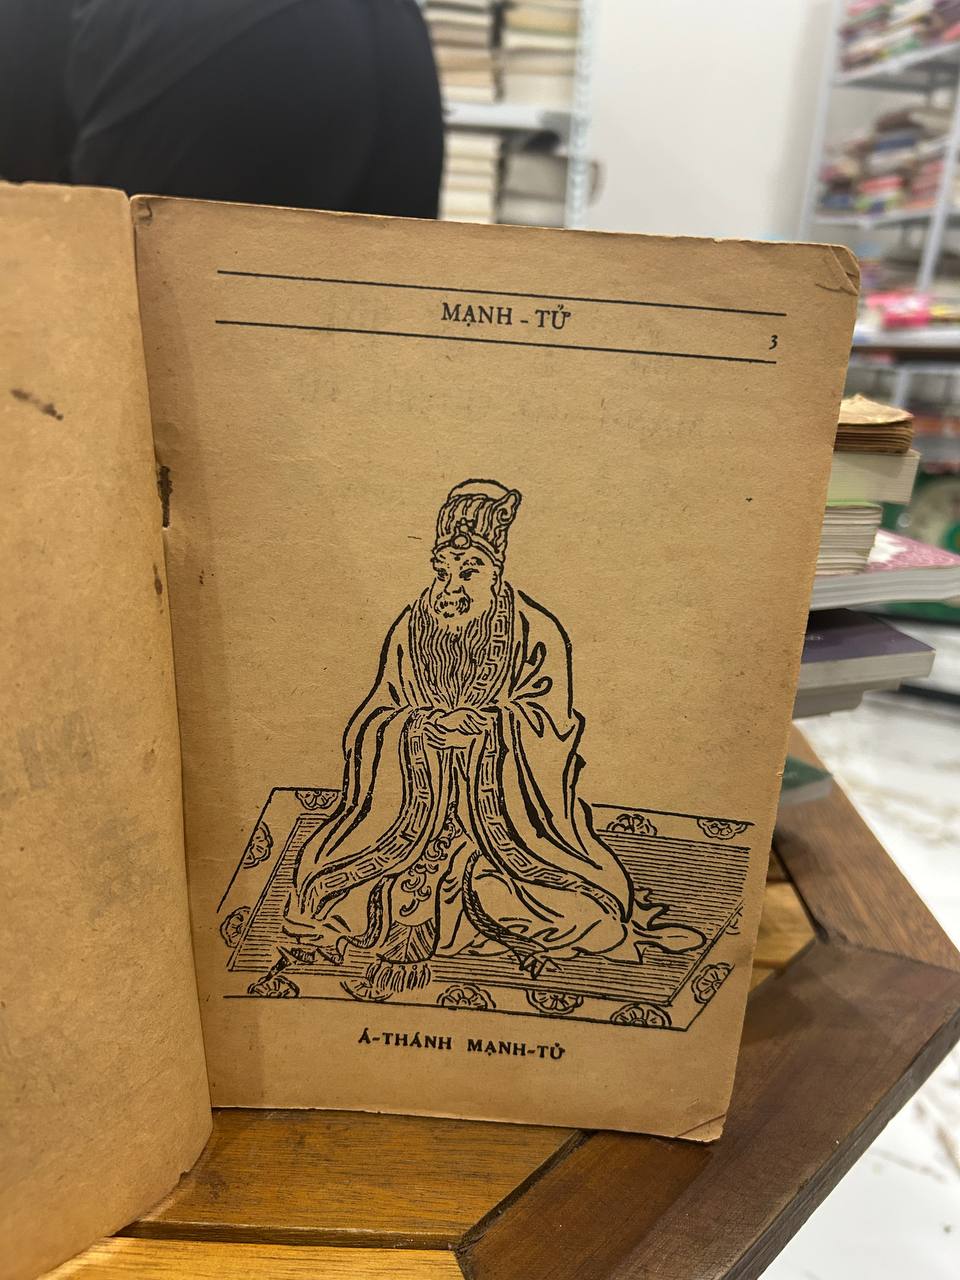 MẠNH - TỬ
3
Á-THÁNH MẠNH-TỬ